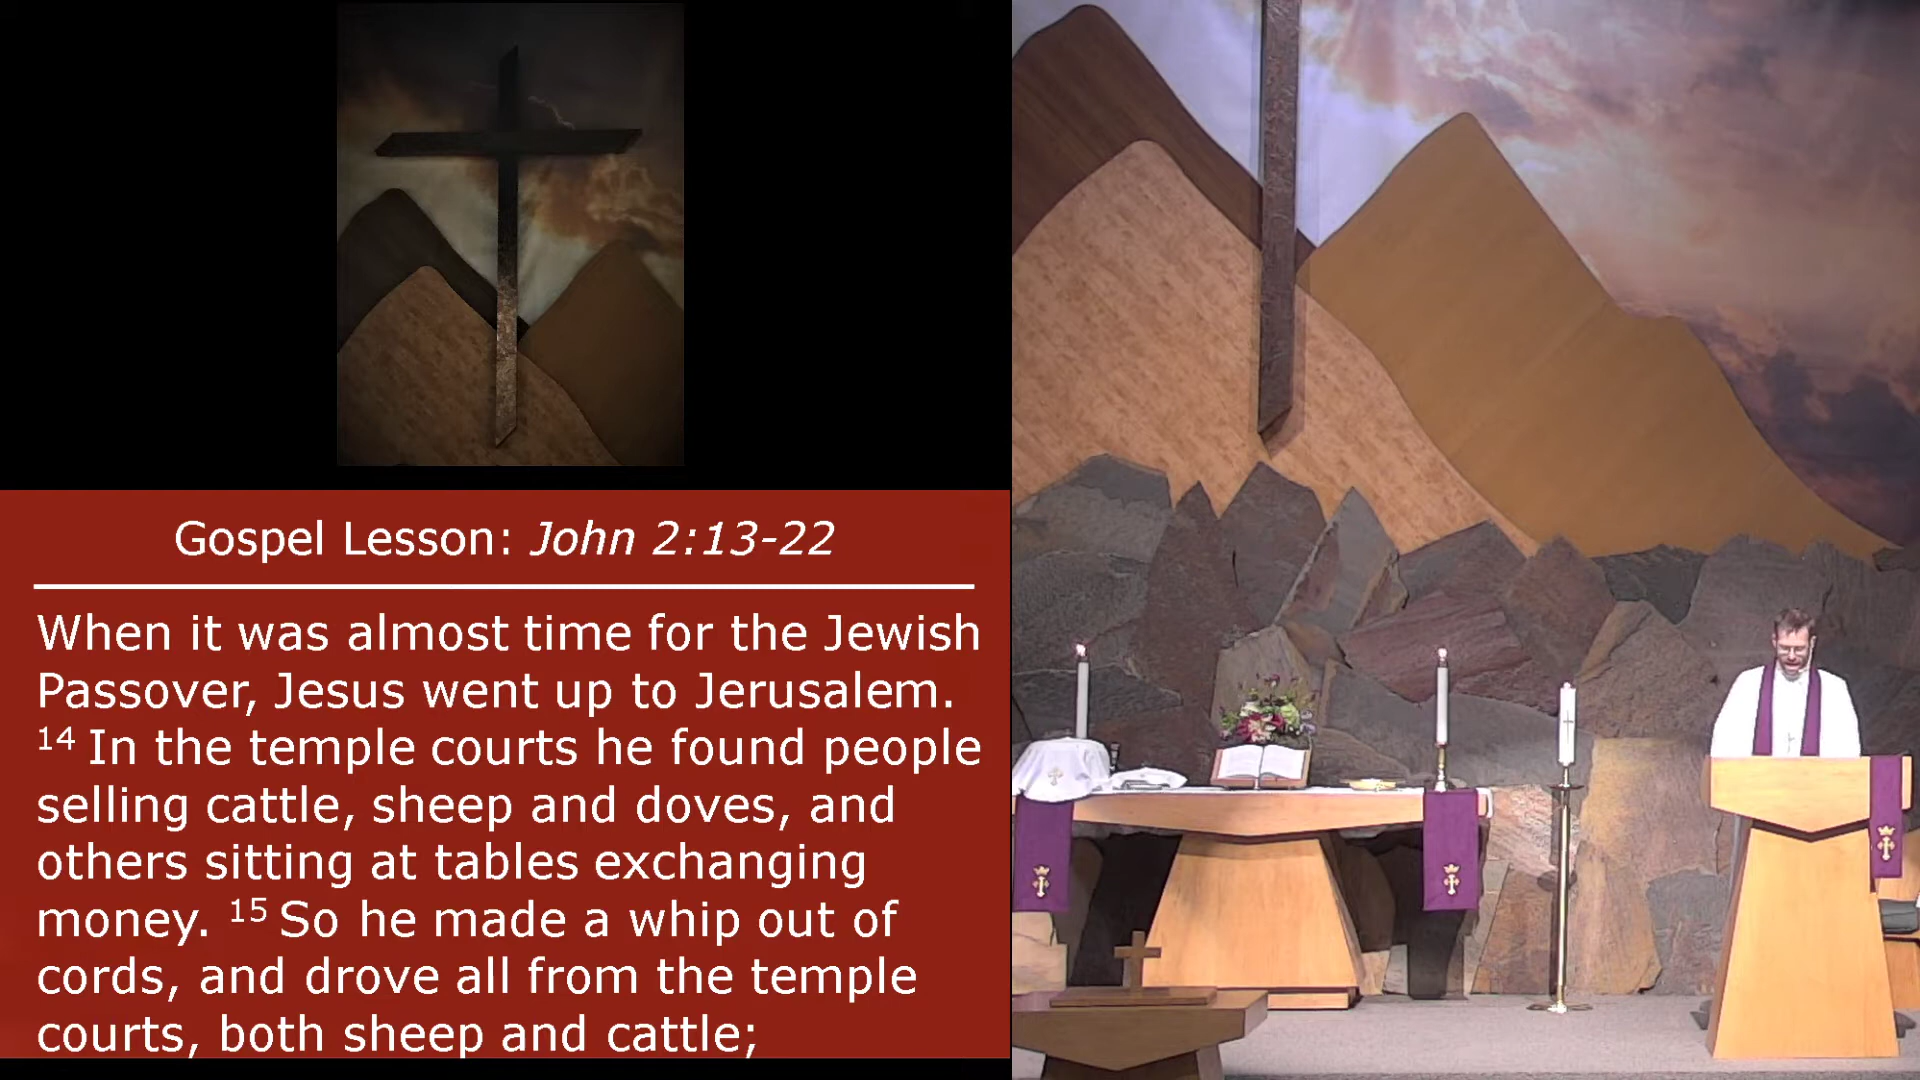 Gospel Lesson: John 2:13-22
When it was almost time for the Jewish
Passover, Jesus went up to Jerusalem.
14 In the temple courts he found people
selling cattle, sheep and doves, and
others sitting at tables exchanging
money. 15 So he made a whip out of
cords, and drove all from the temple
courts, both sheep and cattle;